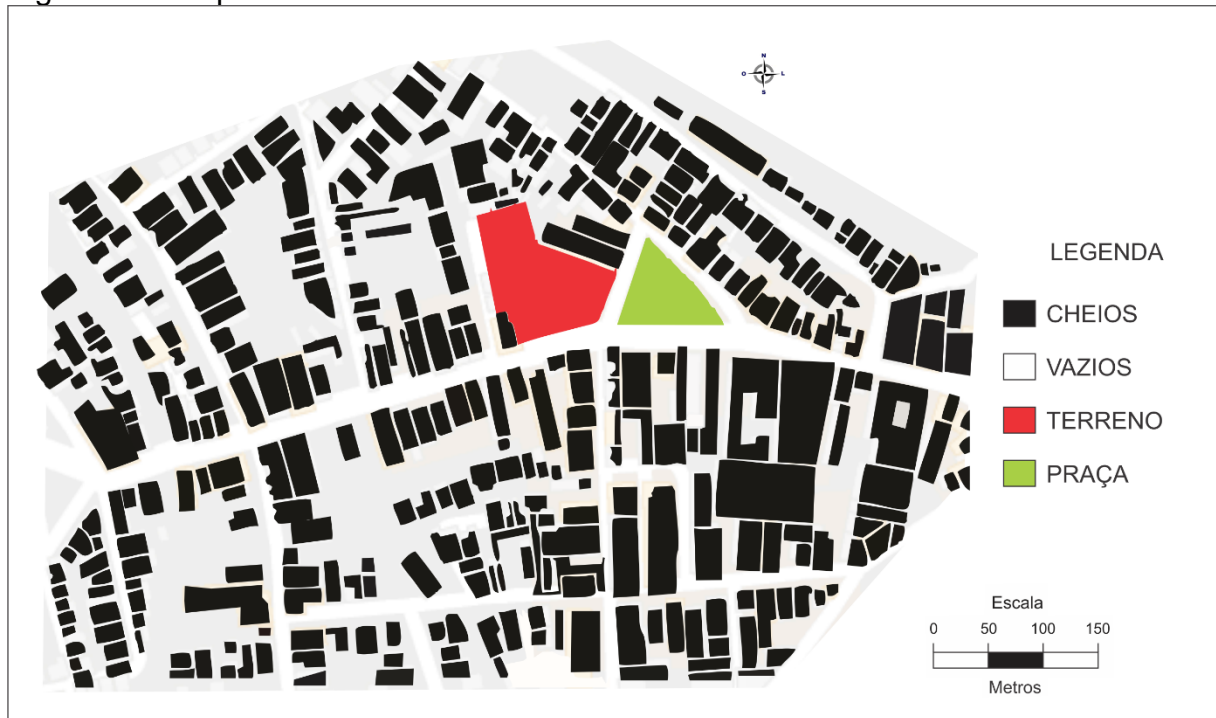 N
O L
S
LEGENDA
CHEIOS
VAZIOS
TERRENO
PRAÇA
Escala
0 50 100 150
Metros